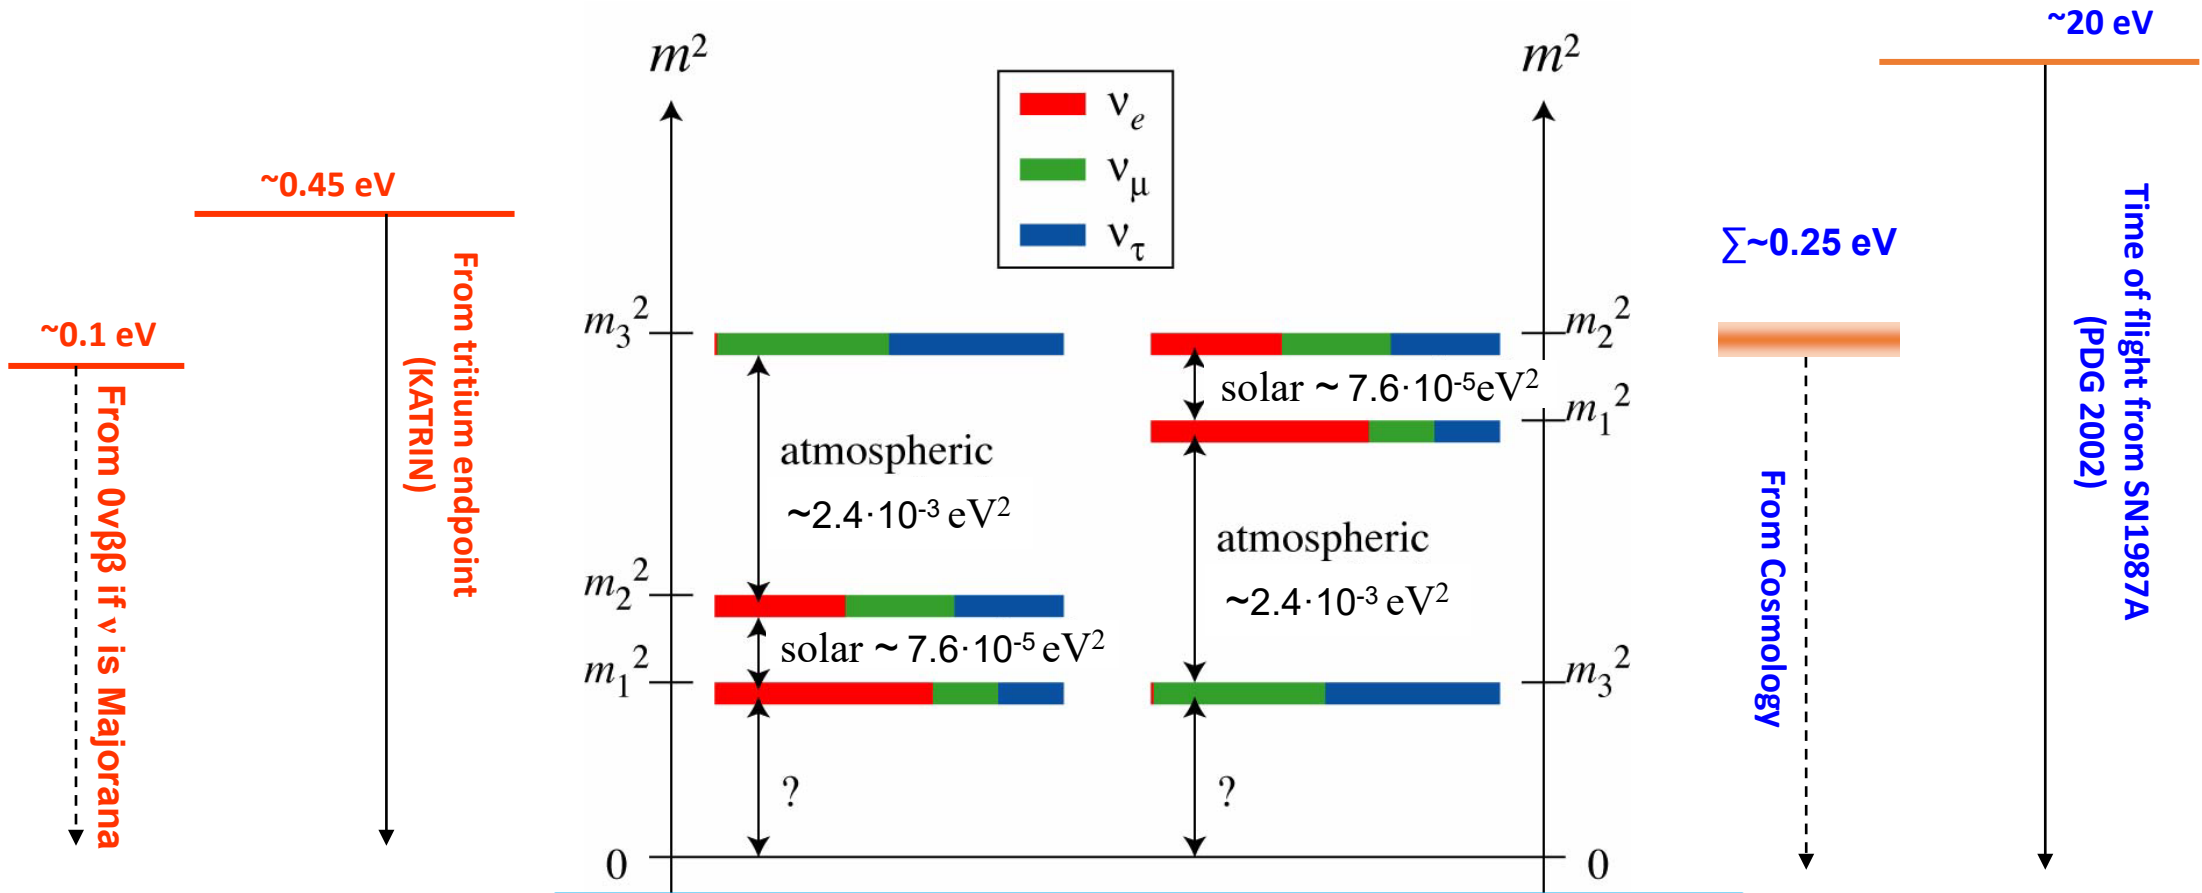 ~0.1 eV
From 0νββ if ν is Majorana
~0.45 eV
From tritium endpoint
(KATRIN)
m²
m₃²
m₂²
m₁²
0
νₑ
ν_μ
ν_τ
atmospheric
~2.4·10⁻³ eV²
solar ~ 7.6·10⁻⁵ eV²
?
m²
m₂²
m₁²
m₃²
0
solar ~ 7.6·10⁻⁵eV²
atmospheric
~2.4·10⁻³ eV²
?
∑~0.25 eV
From Cosmology
~20 eV
Time of flight from SN1987A
(PDG 2002)